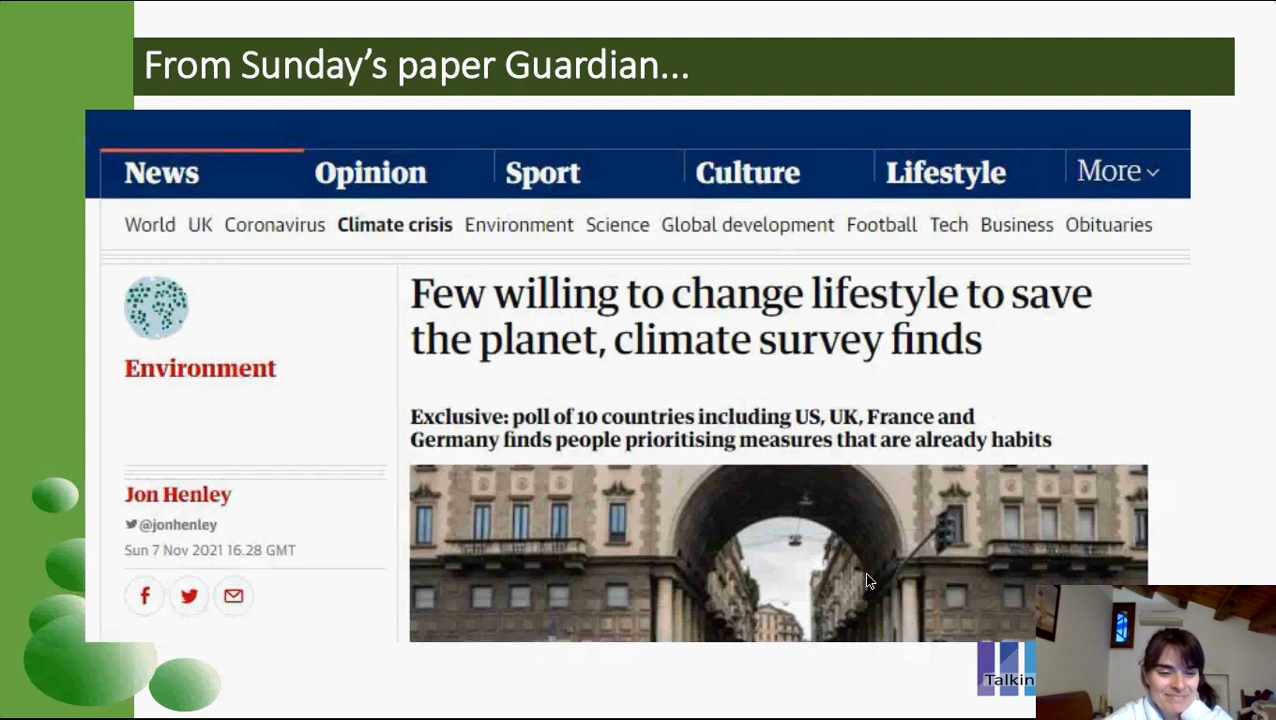 From Sunday's paper Guardian...
News
Opinion
Sport
Culture
Lifestyle
More
World UK Coronavirus Climate crisis Environment Science Global development Football Tech Business Obituaries
Environment
Few willing to change lifestyle to save
the planet, climate survey finds
Exclusive: poll of 10 countries including US, UK, France and
Germany finds people prioritising measures that are already habits
Jon Henley
@jonhenley
Sun 7 Nov 2021 16.28 GMT
Talkin